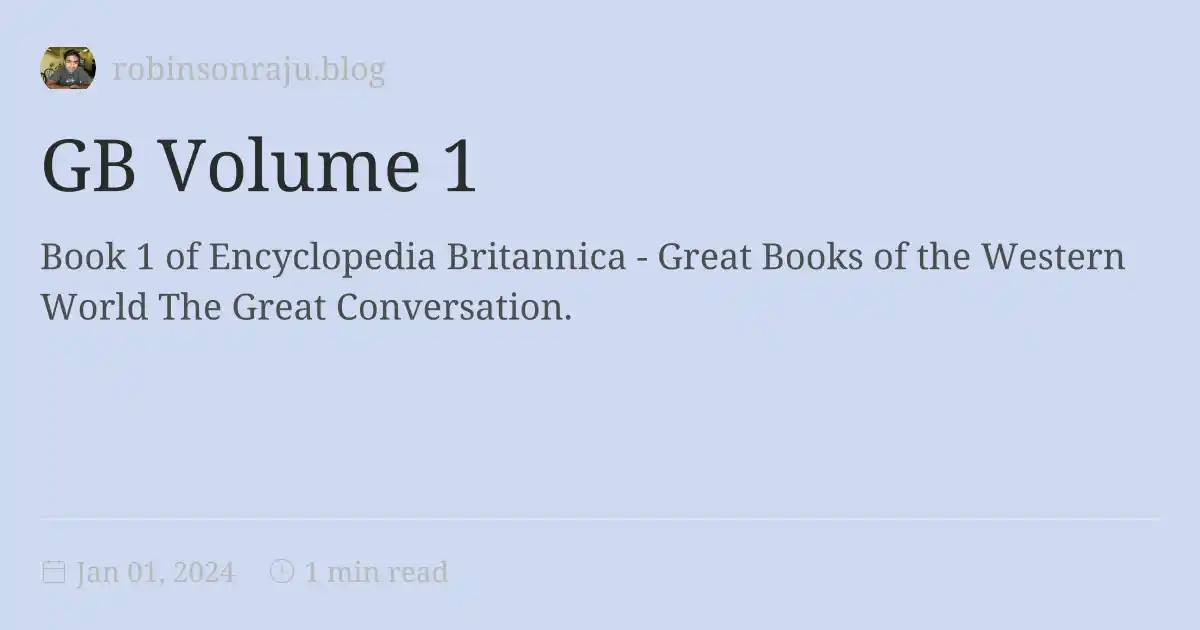 robinsonraju.blog
GB Volume 1
Book 1 of Encyclopedia Britannica - Great Books of the Western
World The Great Conversation.
Jan 01, 2024 1 min read